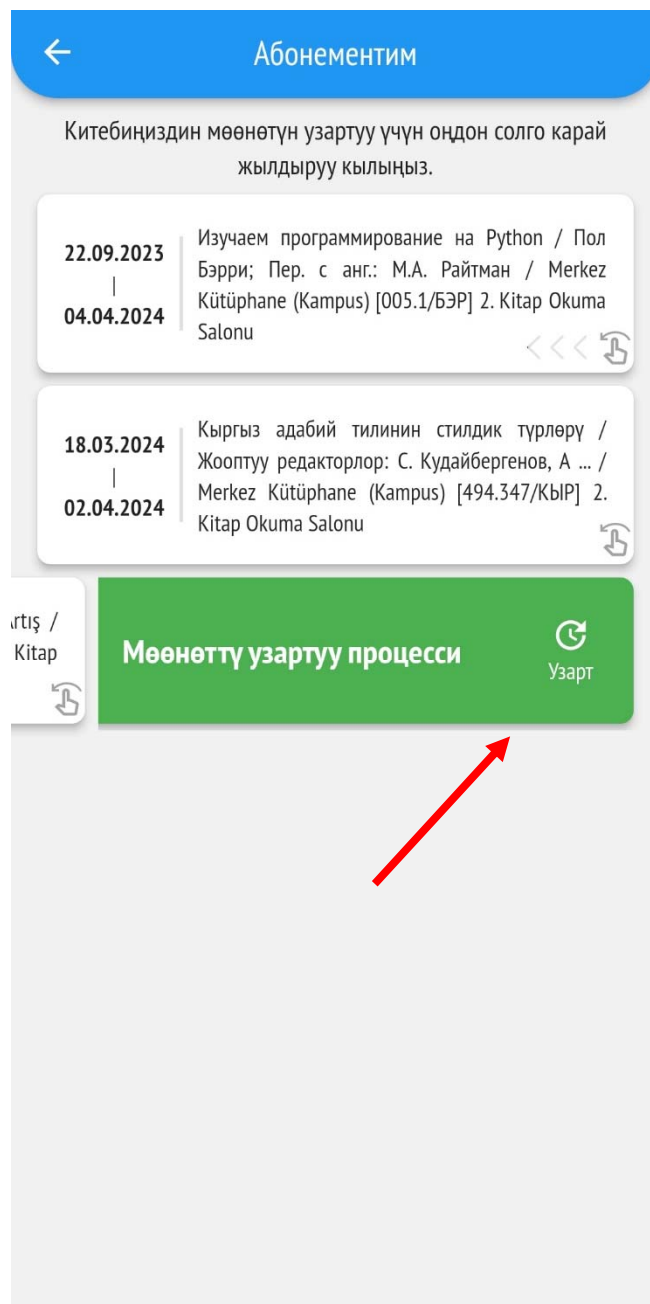 Абонементим
Китебиңиздин мөөнөтүн узартуу үчүн оңдон солго карай
жылдыруу кылыңыз.
22.09.2023
|
04.04.2024
Изучаем программирование на Python / Пол
Бэрри; Пер. с анг.: М.А. Райтман / Merkez
Kütüphane (Kampus) [005.1/БЭР] 2. Kitap Okuma
Salonu
18.03.2024
|
02.04.2024
Кыргыз адабий тилинин стилдик түрлөрү /
Жооптуу редакторлор: С. Кудайбергенов, А ... /
Merkez Kütüphane (Kampus) [494.347/КЫР] 2.
Kitap Okuma Salonu
rtış /
Kitap
Мөөнөттү узартуу процесси
Узарт